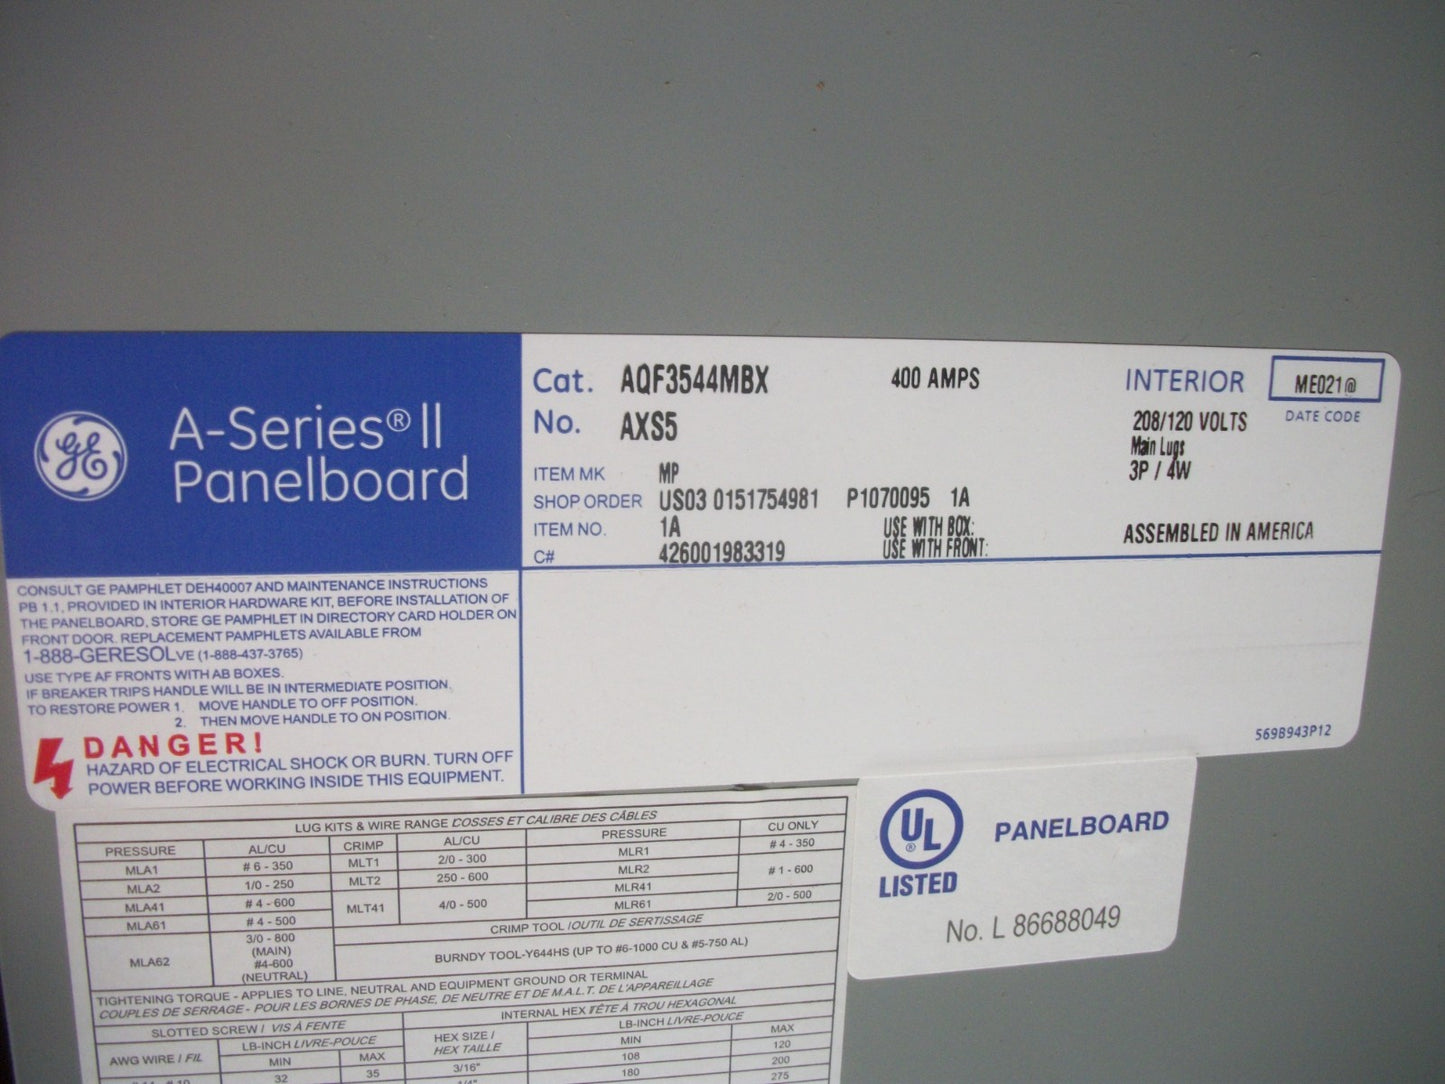 GE
A-Series® II
Panelboard
Cat. AQF3544MBX 400 AMPS INTERIOR ME021@
No. AXS5 208/120 VOLTS DATE CODE
Main Lugs
ITEM MK MP 3P / 4W
SHOP ORDER US03 0151754981 P1070095 1A
ITEM NO. 1A USE WITH BOX: ASSEMBLED IN AMERICA
C# 426001983319 USE WITH FRONT:
CONSULT GE PAMPHLET DEH40007 AND MAINTENANCE INSTRUCTIONS
PB 1.1, PROVIDED IN INTERIOR HARDWARE KIT, BEFORE INSTALLATION OF
THE PANELBOARD, STORE GE PAMPHLET IN DIRECTORY CARD HOLDER ON
FRONT DOOR. REPLACEMENT PAMPHLETS AVAILABLE FROM
1-888-GERESOLVE (1-888-437-3765)
USE TYPE AF FRONTS WITH AB BOXES.
IF BREAKER TRIPS HANDLE WILL BE IN INTERMEDIATE POSITION.
TO RESTORE POWER 1. MOVE HANDLE TO OFF POSITION.
2. THEN MOVE HANDLE TO ON POSITION.
DANGER!
HAZARD OF ELECTRICAL SHOCK OR BURN. TURN OFF
POWER BEFORE WORKING INSIDE THIS EQUIPMENT.
569B943P12
UL ® PANELBOARD
LISTED
No. L 86688049
LUG KITS & WIRE RANGE COSSES ET CALIBRE DES CÂBLES
PRESSURE AL/CU CRIMP AL/CU PRESSURE CU ONLY
MLA1 # 6 - 350 MLT1 2/0 - 300 MLR1 # 4 - 350
MLA2 1/0 - 250 MLT2 250 - 600 MLR2 # 1 - 600
MLA41 # 4 - 600 MLT41 4/0 - 500 MLR41
MLA61 # 4 - 500 MLR61 2/0 - 500
MLA62 3/0 - 800
(MAIN)
#4-600
(NEUTRAL)
CRIMP TOOL /OUTIL DE SERTISSAGE
BURNDY TOOL-Y644HS (UP TO #6-1000 CU & #5-750 AL)
TIGHTENING TORQUE - APPLIES TO LINE, NEUTRAL AND EQUIPMENT GROUND OR TERMINAL
COUPLES DE SERRAGE - POUR LES BORNES DE PHASE, DE NEUTRE ET DE M.A.L.T. DE L'APPAREILLAGE
SLOTTED SCREW / VIS À FENTE INTERNAL HEX /TÊTE À TROU HEXAGONAL
AWG WIRE / FIL LB-INCH LIVRE-POUCE HEX SIZE / HEX TAILLE LB-INCH LIVRE-POUCE
MIN MAX MIN MAX
32 35 3/16" 108 120
180 200
275